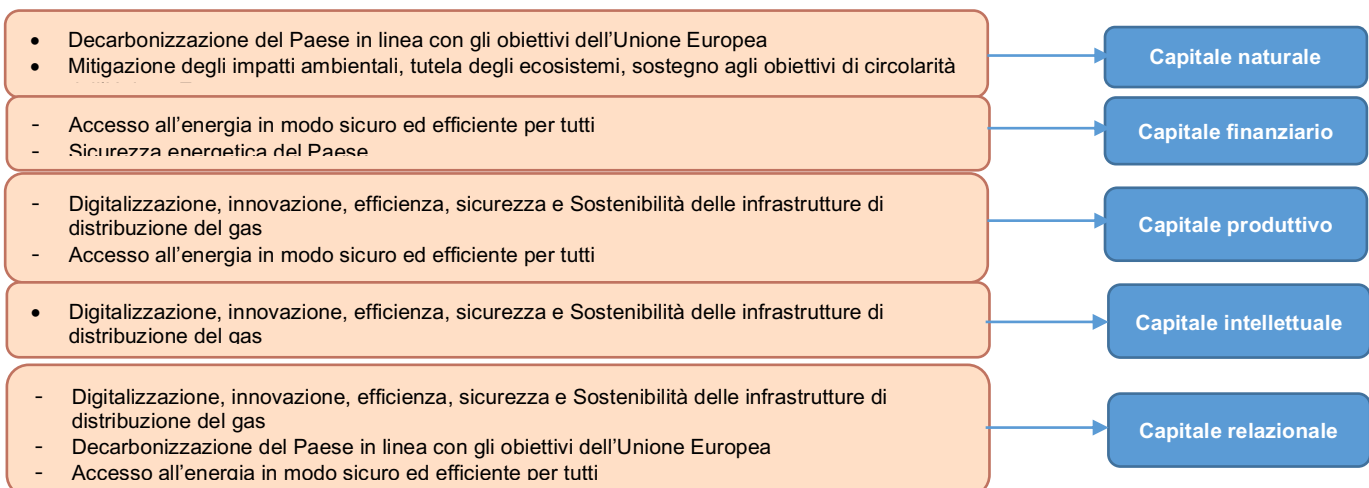 • Decarbonizzazione del Paese in linea con gli obiettivi dell'Unione Europea
• Mitigazione degli impatti ambientali, tutela degli ecosistemi, sostegno agli obiettivi di circolarità
Capitale naturale
- Accesso all'energia in modo sicuro ed efficiente per tutti
- Sicurezza energetica del Paese
Capitale finanziario
- Digitalizzazione, innovazione, efficienza, sicurezza e Sostenibilità delle infrastrutture di
distribuzione del gas
- Accesso all'energia in modo sicuro ed efficiente per tutti
Capitale produttivo
• Digitalizzazione, innovazione, efficienza, sicurezza e Sostenibilità delle infrastrutture di
distribuzione del gas
Capitale intellettuale
- Digitalizzazione, innovazione, efficienza, sicurezza e Sostenibilità delle infrastrutture di
distribuzione del gas
- Decarbonizzazione del Paese in linea con gli obiettivi dell'Unione Europea
- Accesso all'energia in modo sicuro ed efficiente per tutti
Capitale relazionale